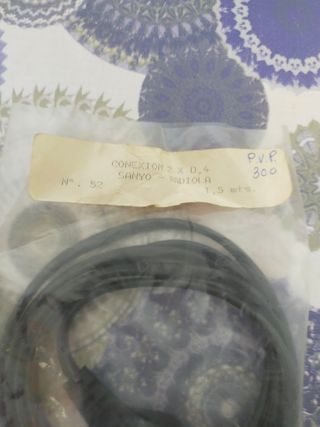 CONEXION 2 X 0,4
SANYO - RADIOLA
Nº. 52 1,5 mts.
P.V.P.
300